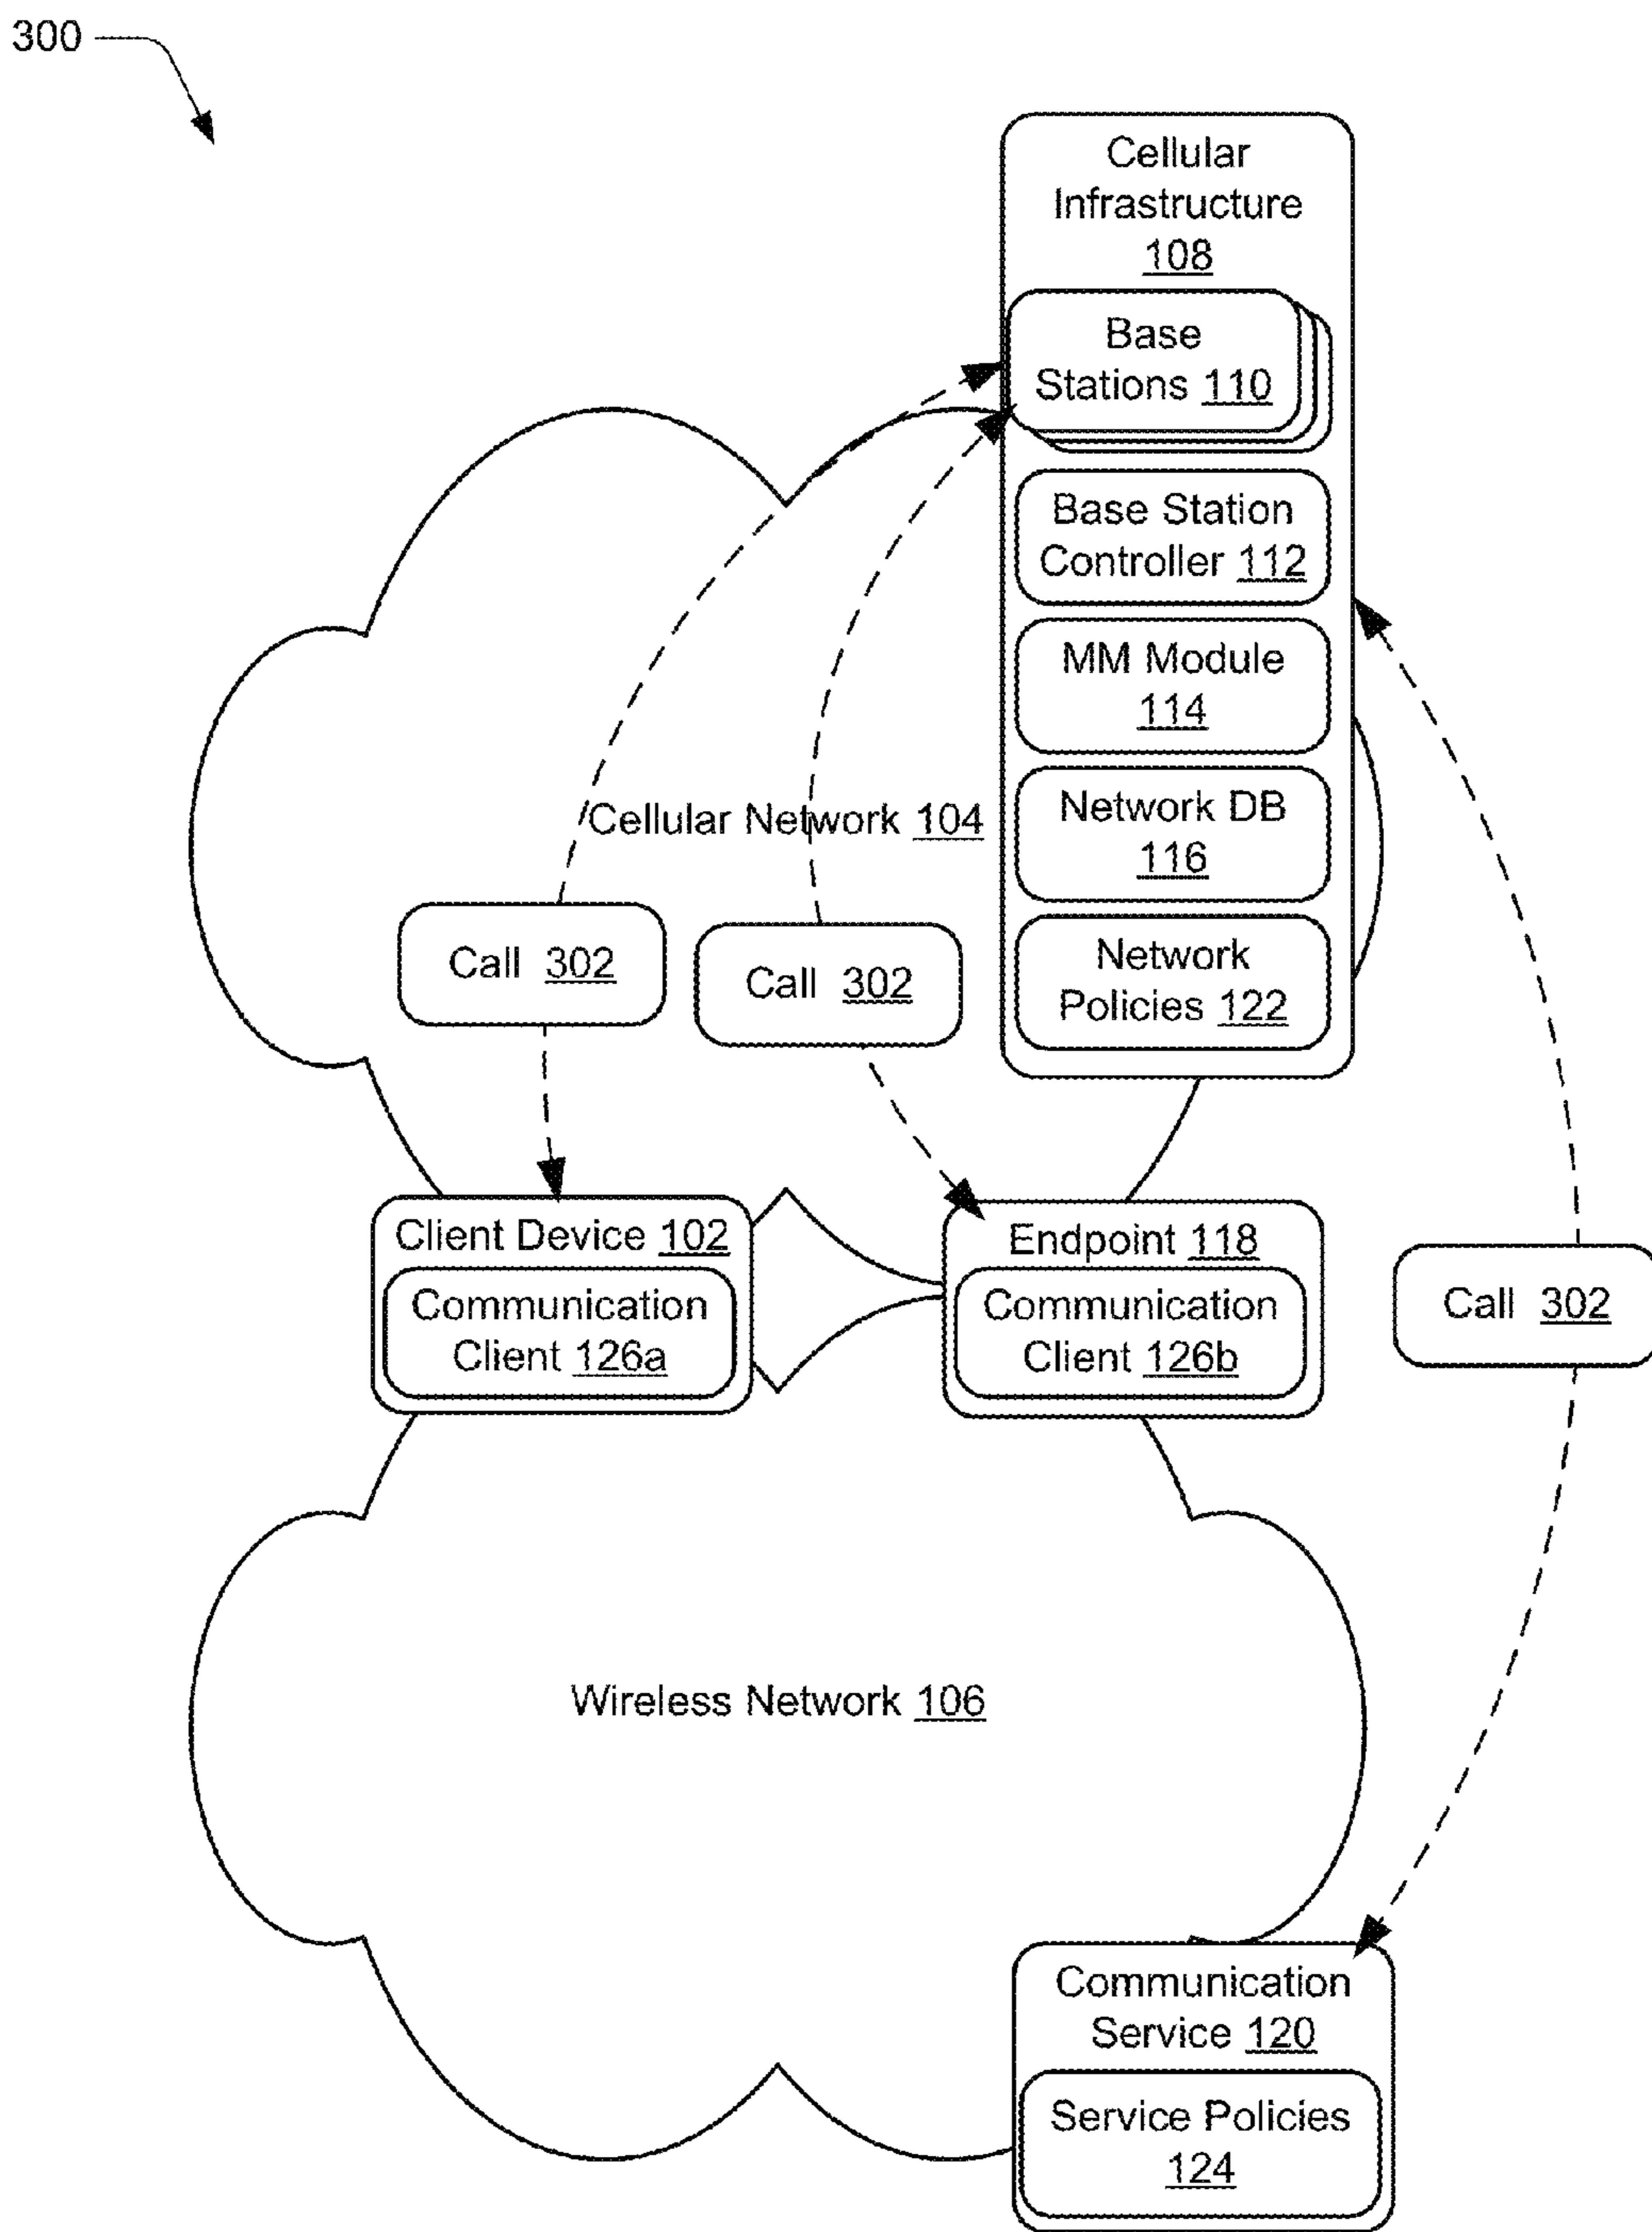 300
Cellular
Infrastructure
108
Base
Stations 110
Base Station
Controller 112
MM Module
114
Cellular Network 104
Network DB
116
Network
Policies 122
Call 302
Call 302
Client Device 102
Communication
Client 126a
Endpoint 118
Communication
Client 126b
Call 302
Wireless Network 106
Communication
Service 120
Service Policies
124